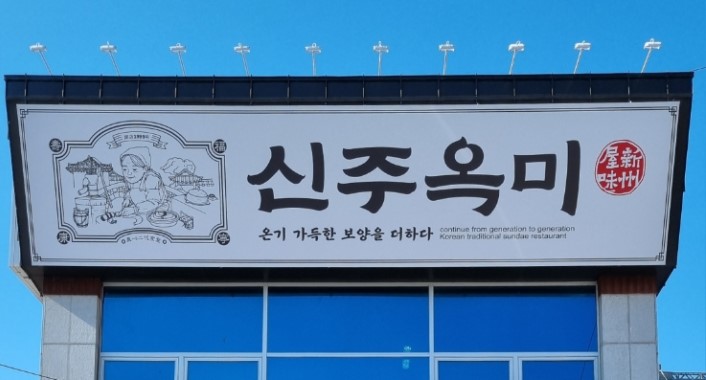 신주옥미
新州
屋味
온기 가득한 보양을 더하다
continue from generation to generation
Korean traditional sundae restaurant